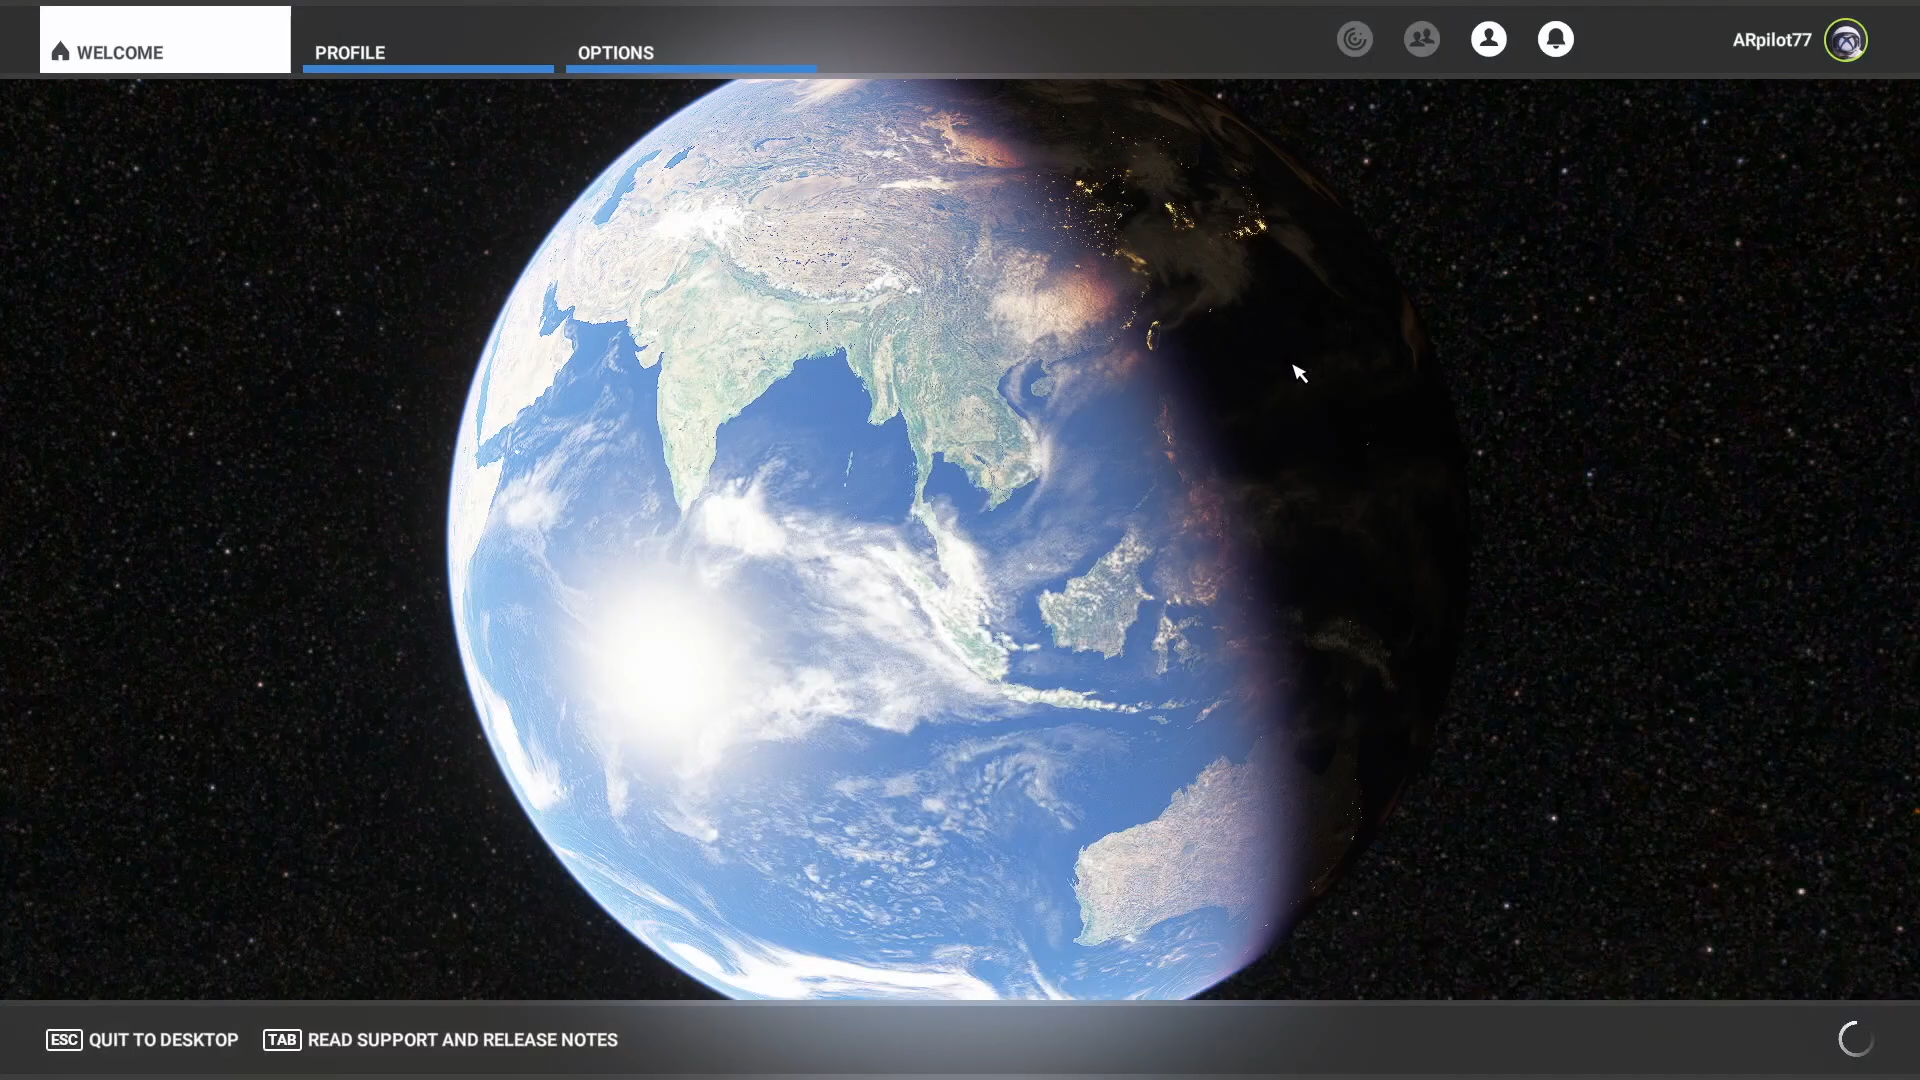 WELCOME
PROFILE
OPTIONS
ARpilot77
ESC QUIT TO DESKTOP
TAB READ SUPPORT AND RELEASE NOTES